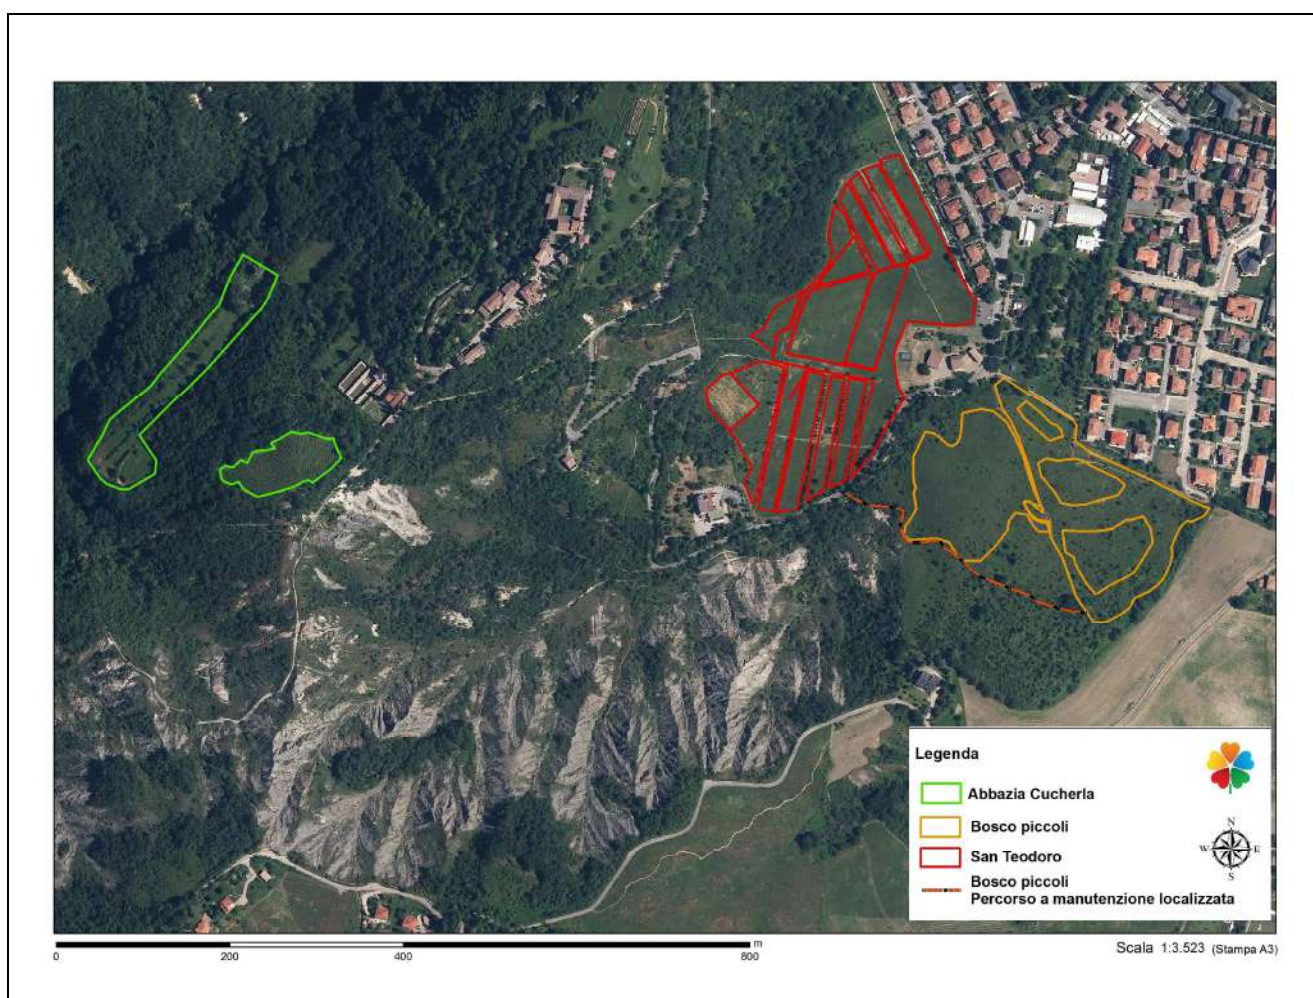 Legenda
Abbazia Cucherla
Bosco piccoli
San Teodoro
Bosco piccoli
Percorso a manutenzione localizzata
N
W E
S
m
0 200 400 800
Scala 1:3.523 (Stampa A3)